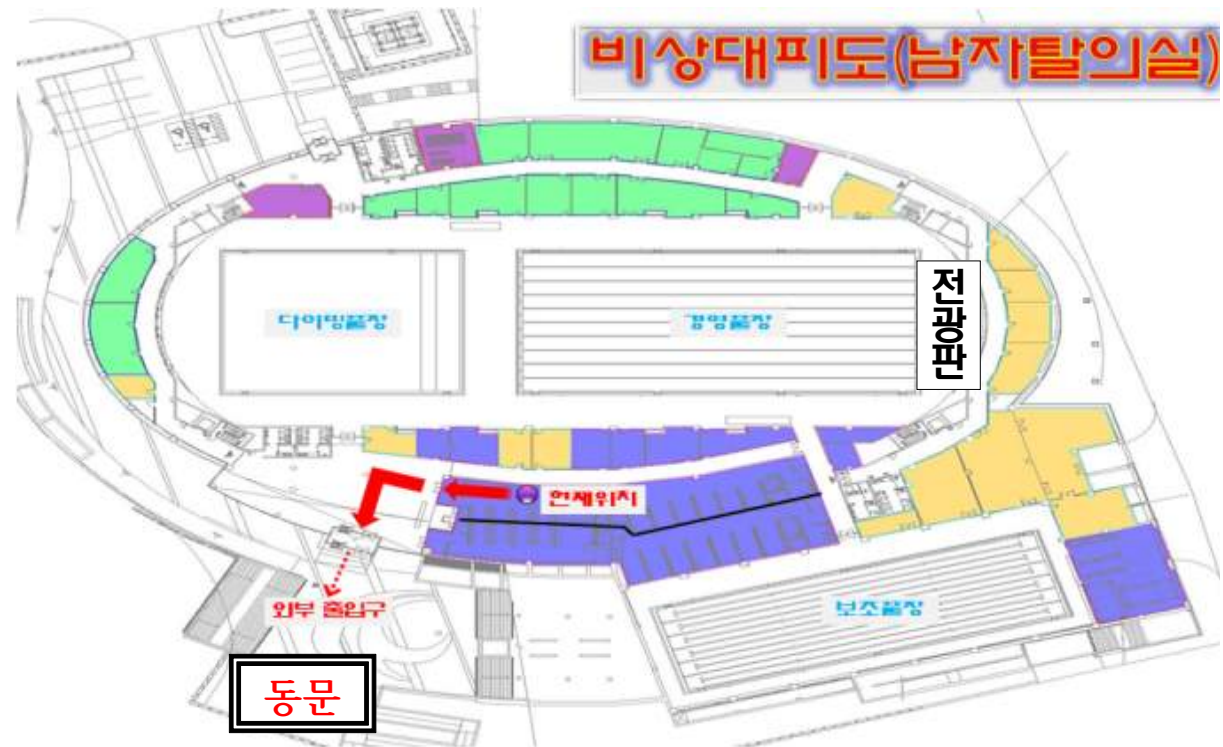 비상대피도(남자탈의실)
다이빙풀장
경영풀장
전광판
현재위치
외부 출입구
보조풀장
동문